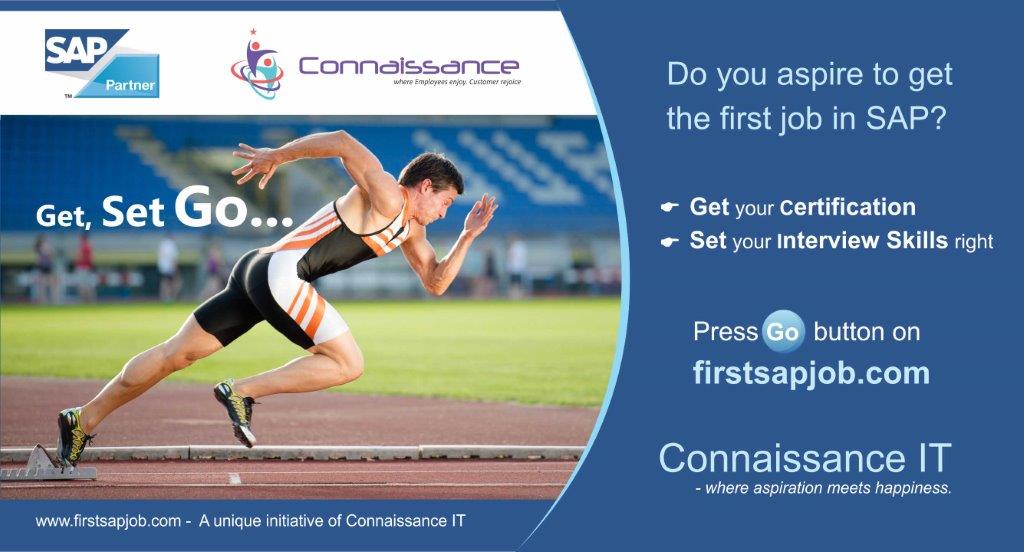 SAP
TM
Partner
Connaissance
where Employees enjoy. Customer rejoice
Get, Set Go...
www.firstsapjob.com - A unique initiative of Connaissance IT
Do you aspire to get
the first job in SAP?
Get your Certification
Set your Interview Skills right
Press Go button on
firstsapjob.com
Connaissance IT
- where aspiration meets happiness.